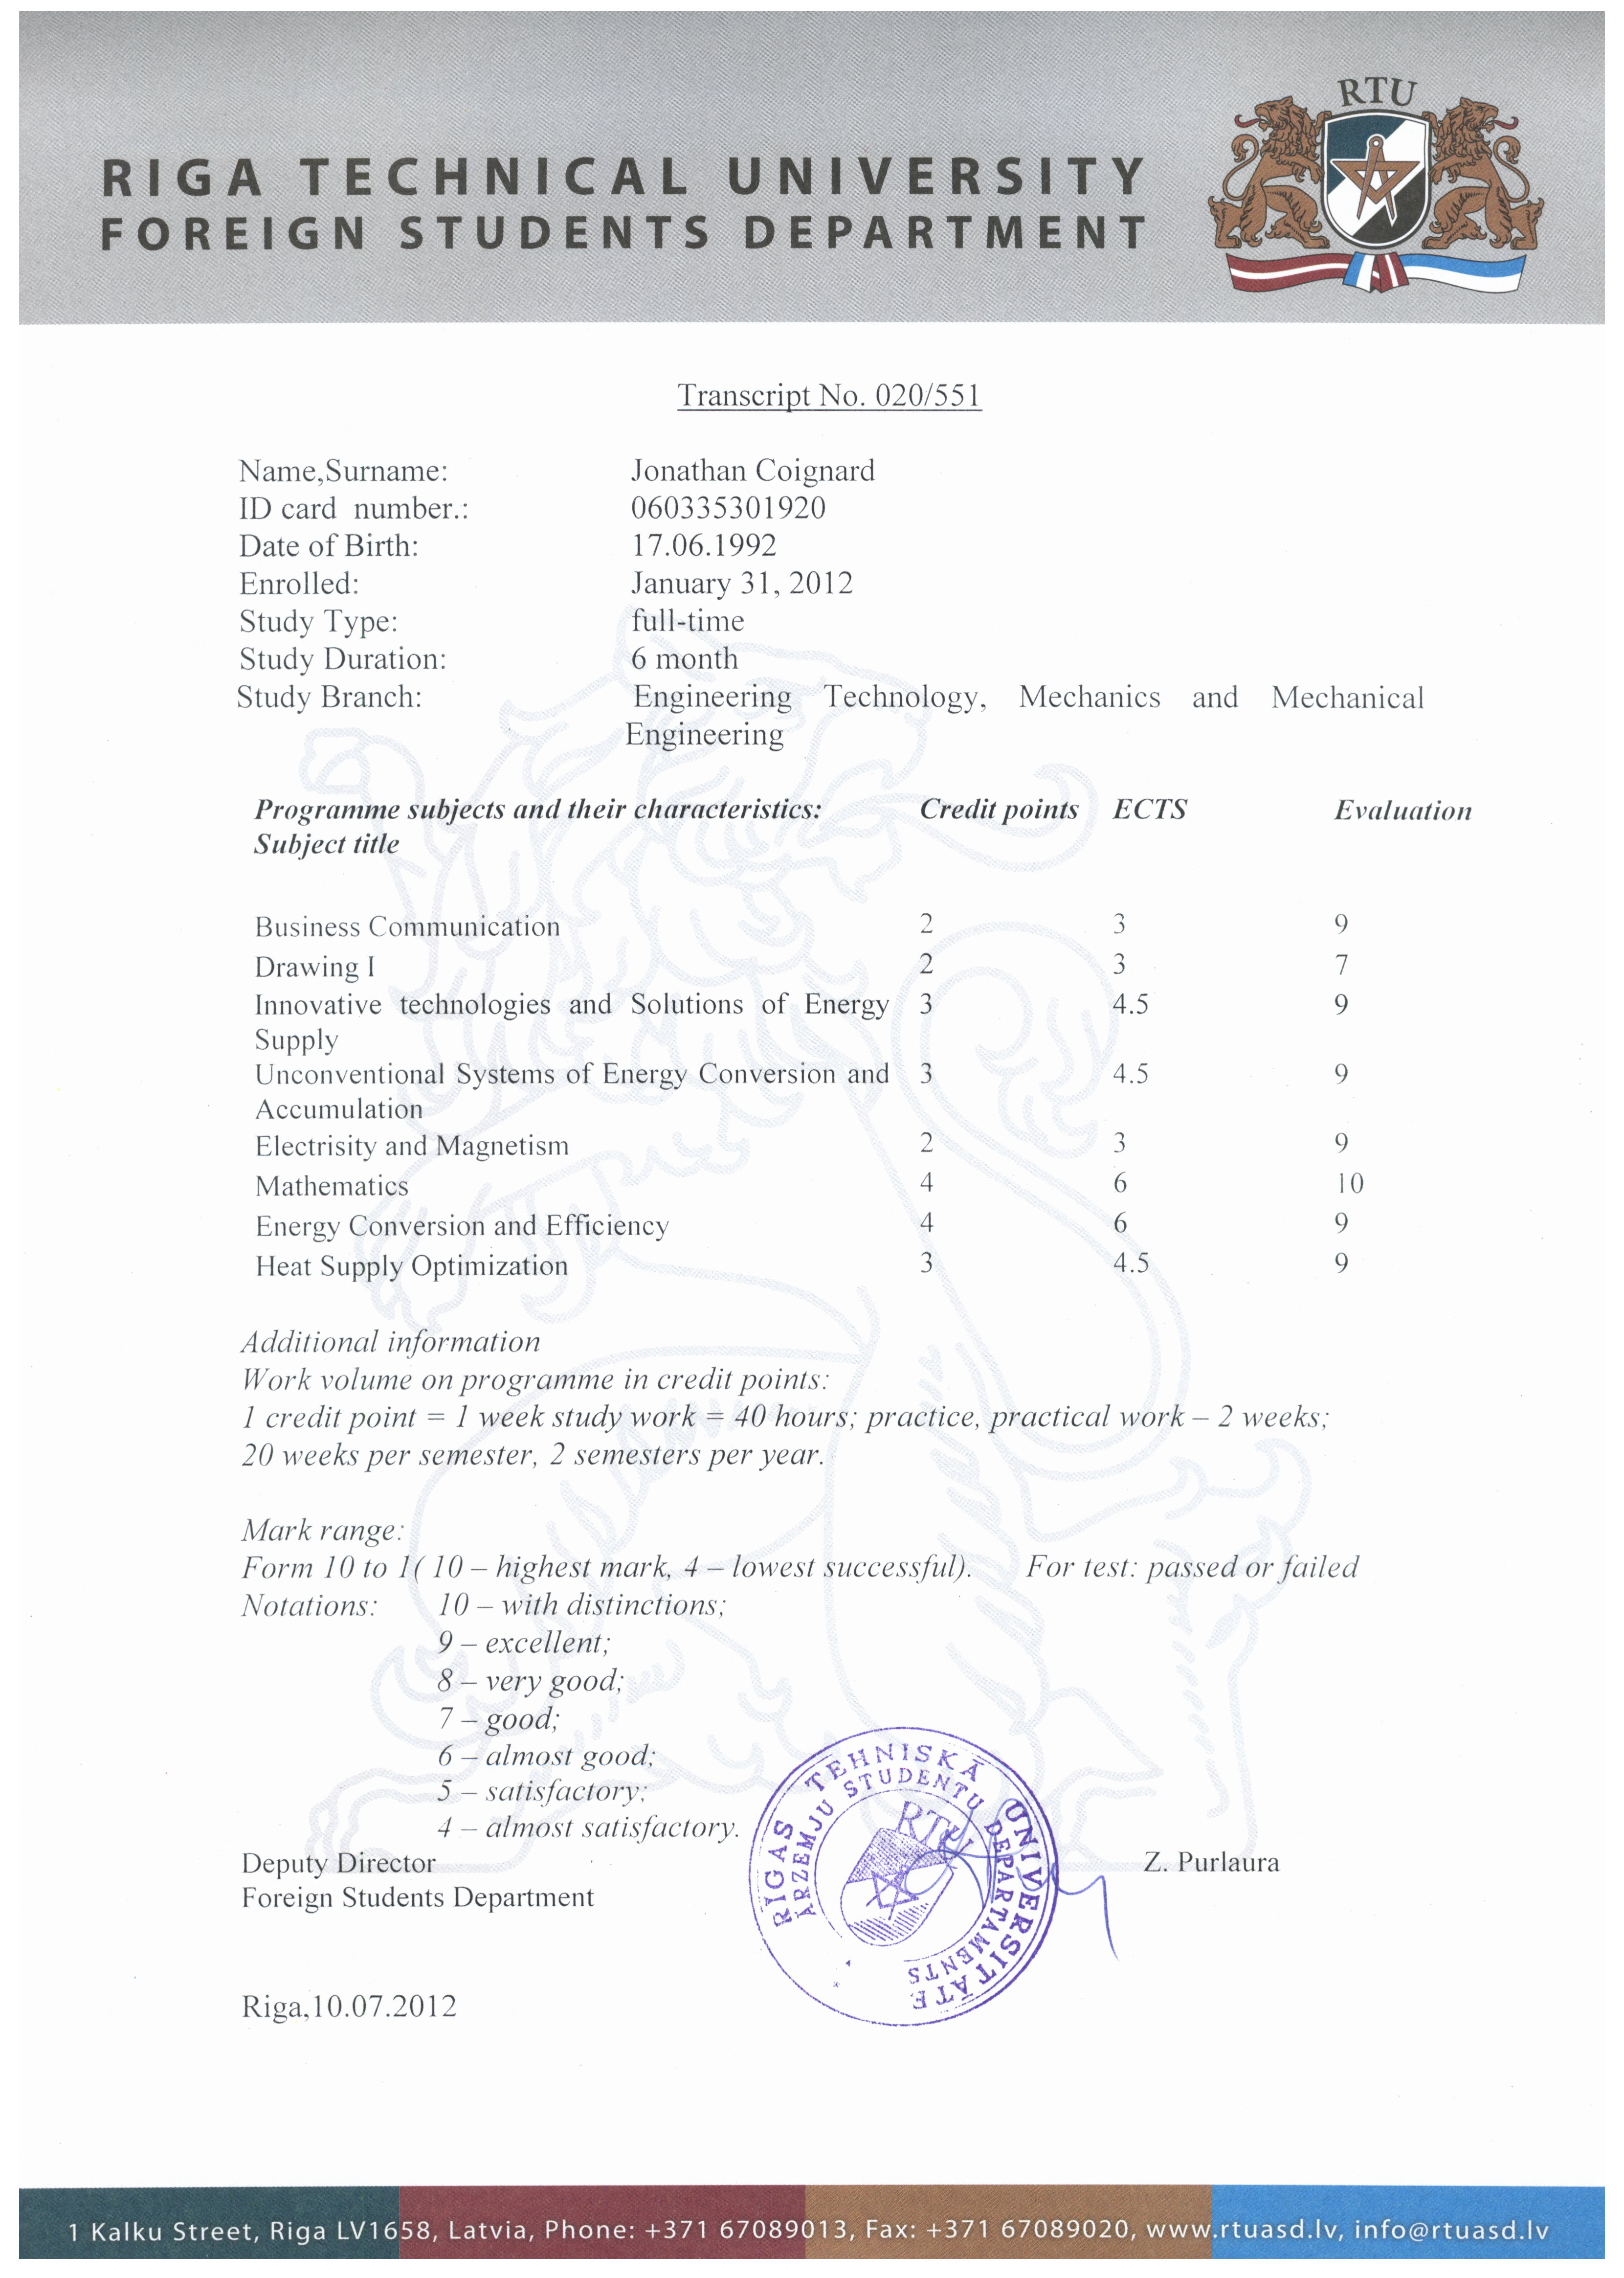 RTU
RIGA TECHNICAL UNIVERSITY
FOREIGN STUDENTS DEPARTMENT
Transcript No. 020/551
Name,Surname: Jonathan Coignard
ID card number.: 060335301920
Date of Birth: 17.06.1992
Enrolled: January 31, 2012
Study Type: full-time
Study Duration: 6 month
Study Branch: Engineering Technology, Mechanics and Mechanical
Engineering
Programme subjects and their characteristics: Credit points ECTS Evaluation
Subject title
Business Communication 2 3 9
Drawing I 2 3 7
Innovative technologies and Solutions of Energy 3 4.5 9
Supply
Unconventional Systems of Energy Conversion and 3 4.5 9
Accumulation
Electrisity and Magnetism 2 3 9
Mathematics 4 6 10
Energy Conversion and Efficiency 4 6 9
Heat Supply Optimization 3 4.5 9
Additional information
Work volume on programme in credit points:
1 credit point = 1 week study work = 40 hours; practice, practical work – 2 weeks;
20 weeks per semester, 2 semesters per year.
Mark range:
Form 10 to 1( 10 – highest mark, 4 – lowest successful). For test: passed or failed
Notations: 10 – with distinctions;
9 – excellent;
8 – very good;
7 – good;
6 – almost good;
5 – satisfactory;
4 – almost satisfactory.
Deputy Director Z. Purlaura
Foreign Students Department
RĪGAS TEHNISKĀ UNIVERSITĀTE
ĀRZEMJU STUDENTU DEPARTAMENTS
RTU
Riga,10.07.2012
1 Kalku Street, Riga LV1658, Latvia, Phone: +371 67089013, Fax: +371 67089020, www.rtuasd.lv, info@rtuasd.lv